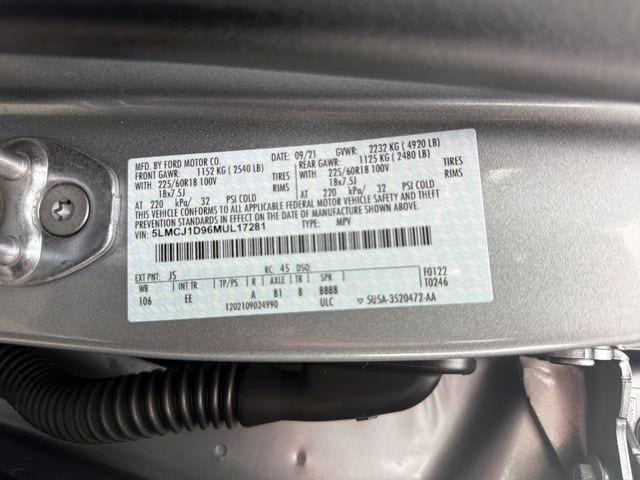 MFD. BY FORD MOTOR CO. DATE: 09/21 GVWR: 2232 KG ( 4920 LB)
FRONT GAWR: 1152 KG ( 2540 LB) REAR GAWR: 1125 KG ( 2480 LB)
WITH 225/60R18 100V TIRES WITH 225/60R18 100V TIRES
18x7.5J RIMS 18x7.5J RIMS
AT 220 kPa/ 32 PSI COLD AT 220 kPa/ 32 PSI COLD
THIS VEHICLE CONFORMS TO ALL APPLICABLE FEDERAL MOTOR VEHICLE SAFETY AND THEFT
PREVENTION STANDARDS IN EFFECT ON THE DATE OF MANUFACTURE SHOWN ABOVE.
VIN: 5LMCJ1D96MUL17281 TYPE: MPV
EXT PNT: JS RC: 45 DSO: F0122
WB INT TR TP/PS R AXLE TR SPR T0246
106 EE A B1 B BBBB
1202109024990 ULC ▽ 5U5A-3520472-AA